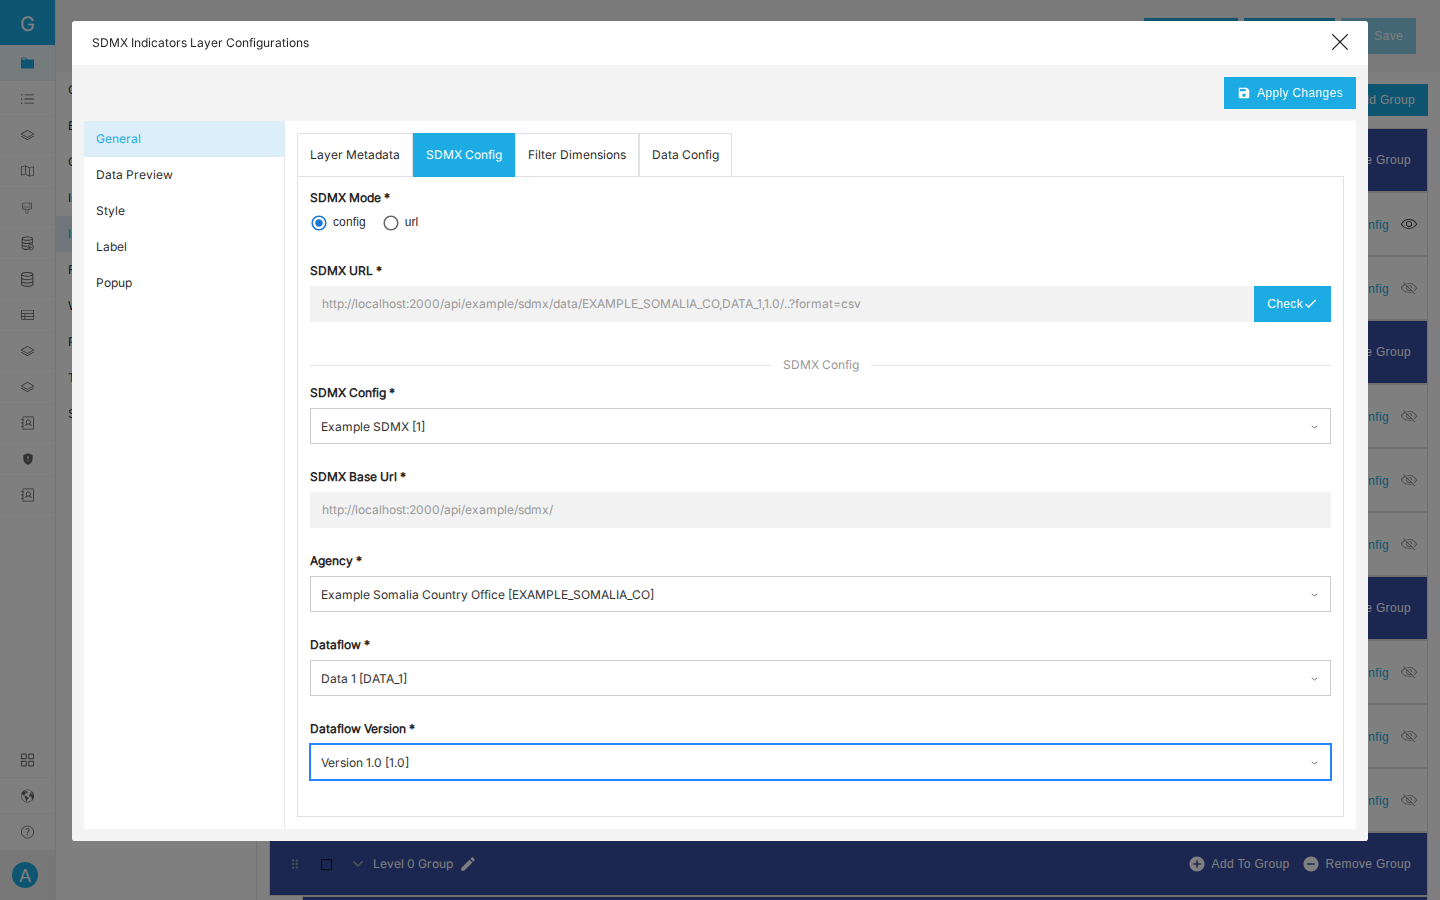 G
SDMX Indicators Layer Configurations
Save
Apply Changes
General
Data Preview
Style
Label
Popup
Layer Metadata
SDMX Config
Filter Dimensions
Data Config
SDMX Mode *
config
url
SDMX URL *
http://localhost:2000/api/example/sdmx/data/EXAMPLE_SOMALIA_CO,DATA_1,1.0/..?format=csv
Check
SDMX Config
SDMX Config *
Example SDMX [1]
SDMX Base Url *
http://localhost:2000/api/example/sdmx/
Agency *
Example Somalia Country Office [EXAMPLE_SOMALIA_CO]
Dataflow *
Data 1 [DATA_1]
Dataflow Version *
Version 1.0 [1.0]
Group
Group
Group
Group
A
Level 0 Group
Add To Group
Remove Group